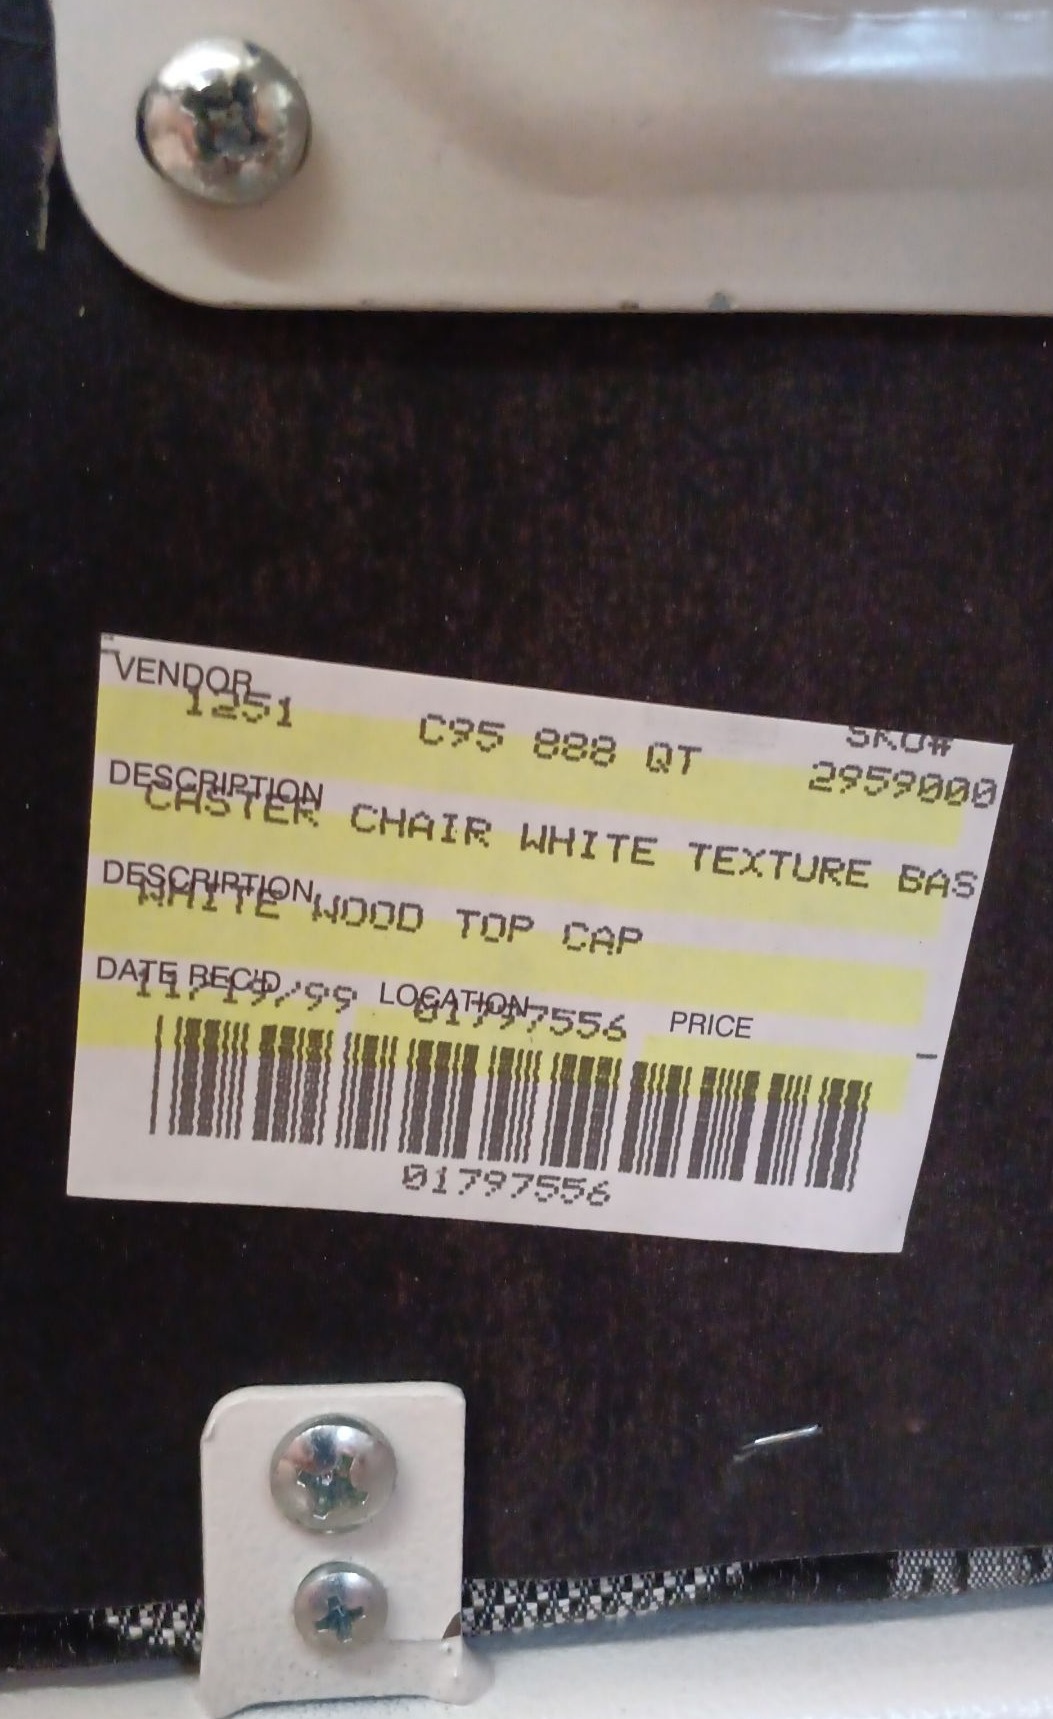 VENDOR
1251 C95 888 QT SKU#
2959000
DESCRIPTION
CASTER CHAIR WHITE TEXTURE BAS
DESCRIPTION
WHITE WOOD TOP CAP
DATE REC'D LOCATION PRICE
11/19/99 01797556
01797556